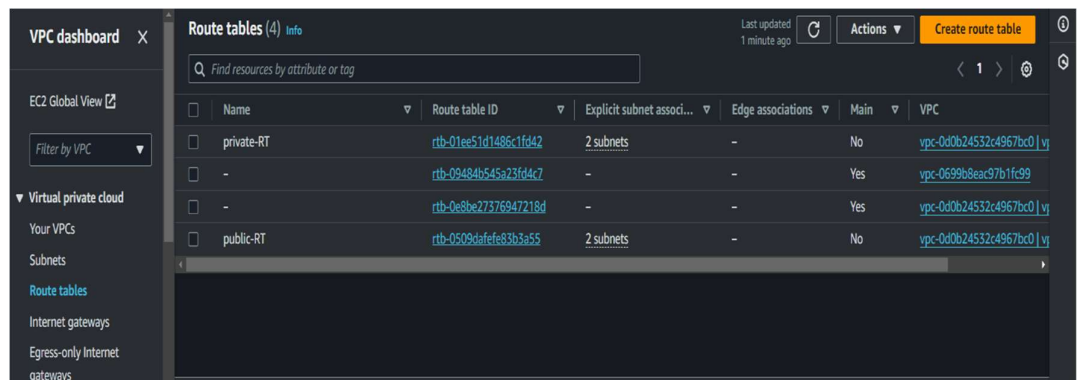 VPC dashboard
EC2 Global View
Filter by VPC
Virtual private cloud
Your VPCs
Subnets
Route tables
Internet gateways
Egress-only Internet
gateways
Route tables (4) Info
Last updated
1 minute ago
Actions
Create route table
Find resources by attribute or tag
1
Name Route table ID Explicit subnet associ... Edge associations Main VPC
private-RT rtb-01ee51d1486c1fd42 2 subnets – No vpc-0d0b24532c4967bc0 | vp
– rtb-09484b545a23fd4c7 – – Yes vpc-0699b8eac97b1fc99
– rtb-0e8be27376947218d – – Yes vpc-0d0b24532c4967bc0 | vp
public-RT rtb-0509dafefe83b3a55 2 subnets – No vpc-0d0b24532c4967bc0 | vp